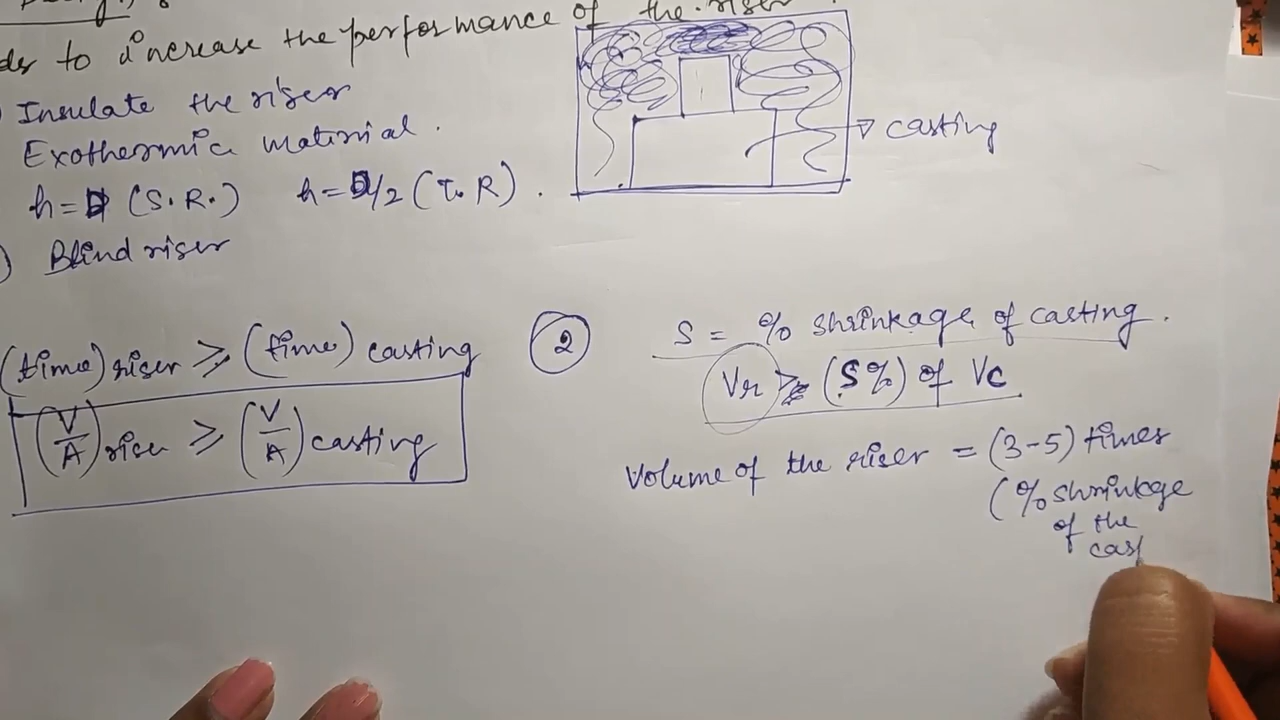 to increase the performance of the riser
Insulate the riser
Exothermic material.
h=D (S.R.) h=D/2 (T.R).
casting
) Blind riser
(time) riser ≥ (time) casting
(V/A) riser ≥ (V/A) casting
2
S = % shrinkage of casting.
Vr ≥ (S%) of Vc
Volume of the riser = (3-5) times
(% shrinkage
of the
cast